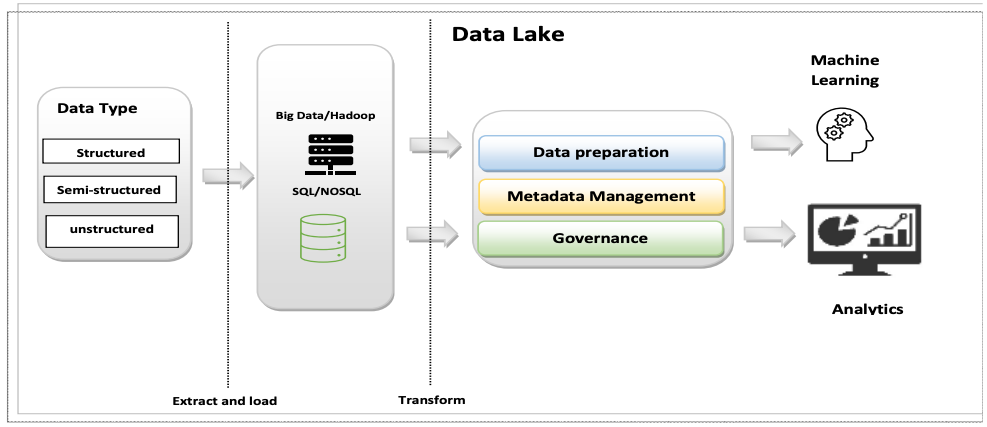 Data Lake
Data Type
Structured
Semi-structured
unstructured
Big Data/Hadoop
SQL/NOSQL
Data preparation
Metadata Management
Governance
Machine
Learning
Analytics
Extract and load
Transform